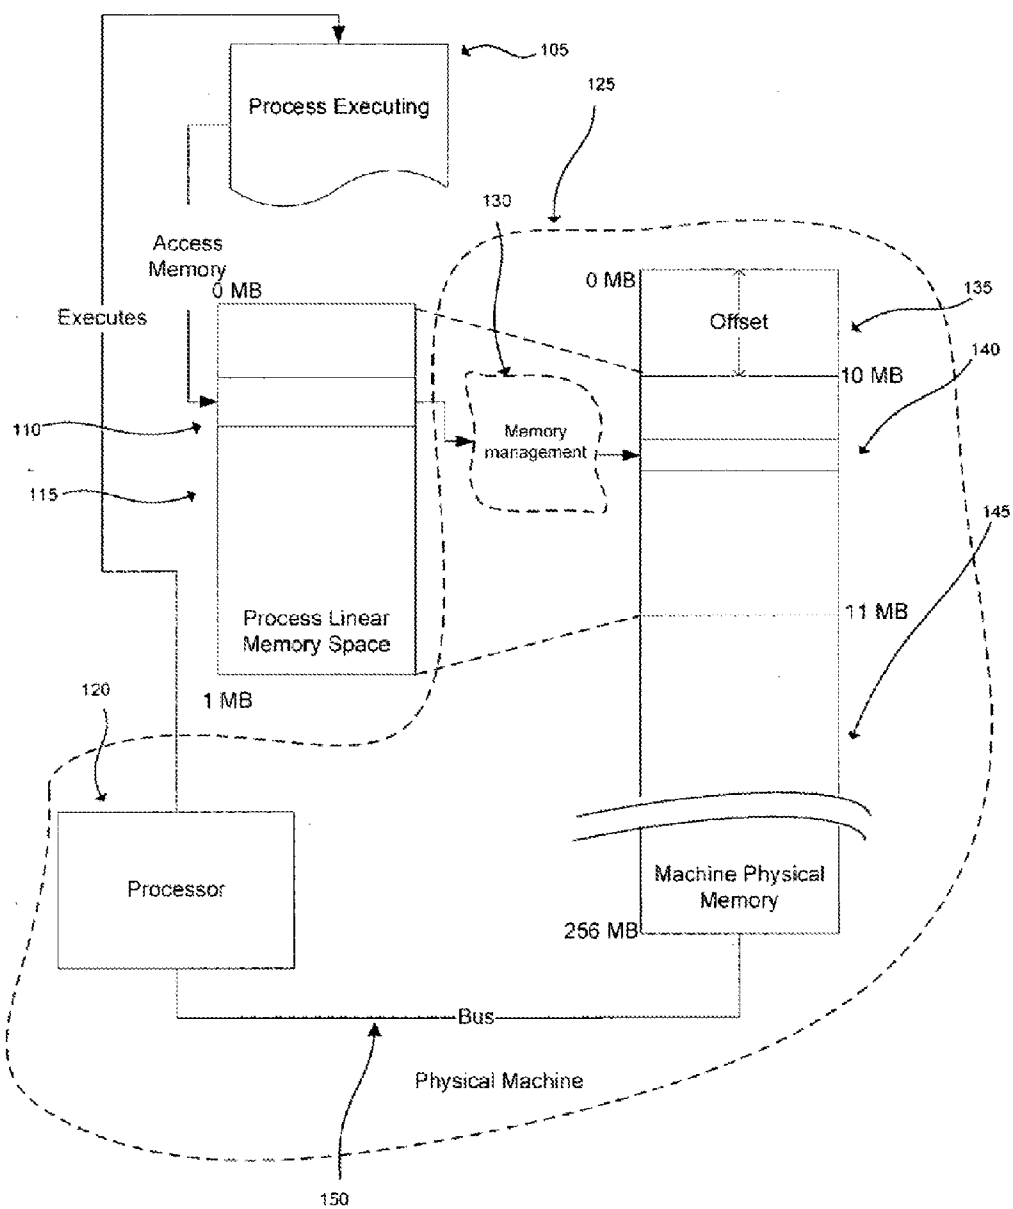 105
Process Executing
125
130
Access
Memory
0 MB
0 MB
135
Executes
Offset
140
10 MB
110
Memory
management
115
145
Process Linear
Memory Space
11 MB
120
1 MB
Processor
Machine Physical
Memory
256 MB
Bus
Physical Machine
150